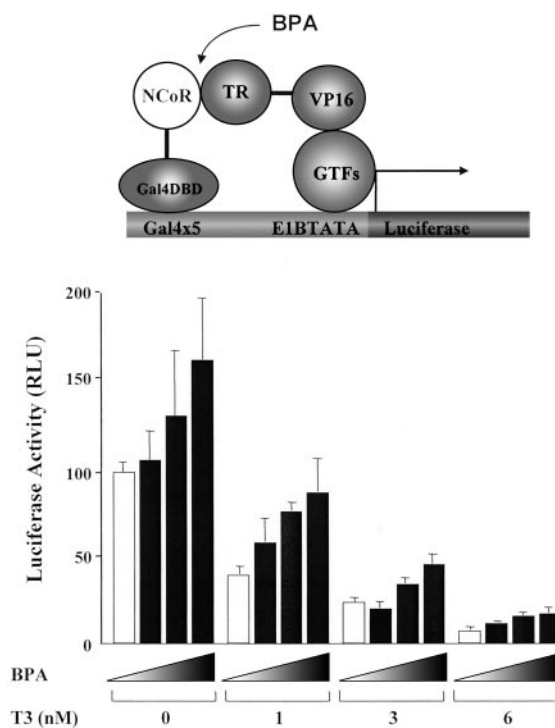 BPA
NCoR
TR
VP16
GTFs
Gal4DBD
Gal4x5 E1BTATA Luciferase
Luciferase Activity (RLU)
200
150
100
50
0
BPA
T3 (nM) 0 1 3 6